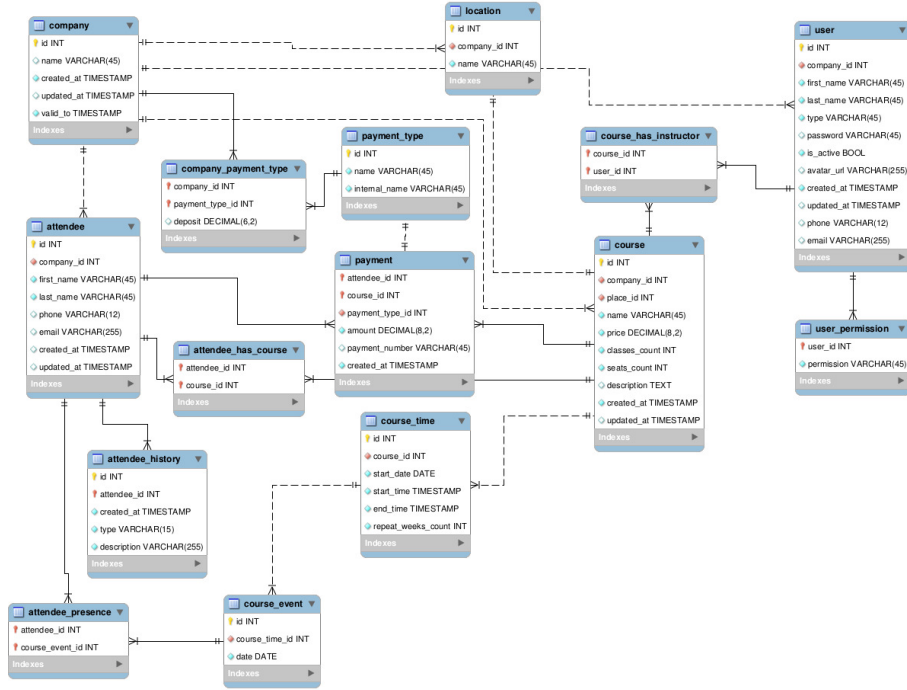 company
id INT
name VARCHAR(45)
created_at TIMESTAMP
updated_at TIMESTAMP
valid_to TIMESTAMP
Indexes
location
id INT
company_id INT
name VARCHAR(45)
Indexes
user
id INT
company_id INT
first_name VARCHAR(45)
last_name VARCHAR(45)
type VARCHAR(45)
password VARCHAR(45)
is_active BOOL
avatar_url VARCHAR(255)
created_at TIMESTAMP
updated_at TIMESTAMP
phone VARCHAR(12)
email VARCHAR(255)
Indexes
company_payment_type
company_id INT
payment_type_id INT
deposit DECIMAL(6,2)
Indexes
payment_type
id INT
name VARCHAR(45)
internal_name VARCHAR(45)
Indexes
course_has_instructor
course_id INT
user_id INT
Indexes
attendee
id INT
company_id INT
first_name VARCHAR(45)
last_name VARCHAR(45)
phone VARCHAR(12)
email VARCHAR(255)
created_at TIMESTAMP
updated_at TIMESTAMP
Indexes
payment
attendee_id INT
course_id INT
payment_type_id INT
amount DECIMAL(8,2)
payment_number VARCHAR(45)
created_at TIMESTAMP
Indexes
course
id INT
company_id INT
place_id INT
name VARCHAR(45)
price DECIMAL(8,2)
classes_count INT
seats_count INT
description TEXT
created_at TIMESTAMP
updated_at TIMESTAMP
Indexes
user_permission
user_id INT
permission VARCHAR(45)
Indexes
attendee_has_course
attendee_id INT
course_id INT
Indexes
course_time
id INT
course_id INT
start_date DATE
start_time TIMESTAMP
end_time TIMESTAMP
repeat_weeks_count INT
Indexes
attendee_history
id INT
attendee_id INT
created_at TIMESTAMP
type VARCHAR(15)
description VARCHAR(255)
Indexes
attendee_presence
attendee_id INT
course_event_id INT
Indexes
course_event
id INT
course_time_id INT
date DATE
Indexes